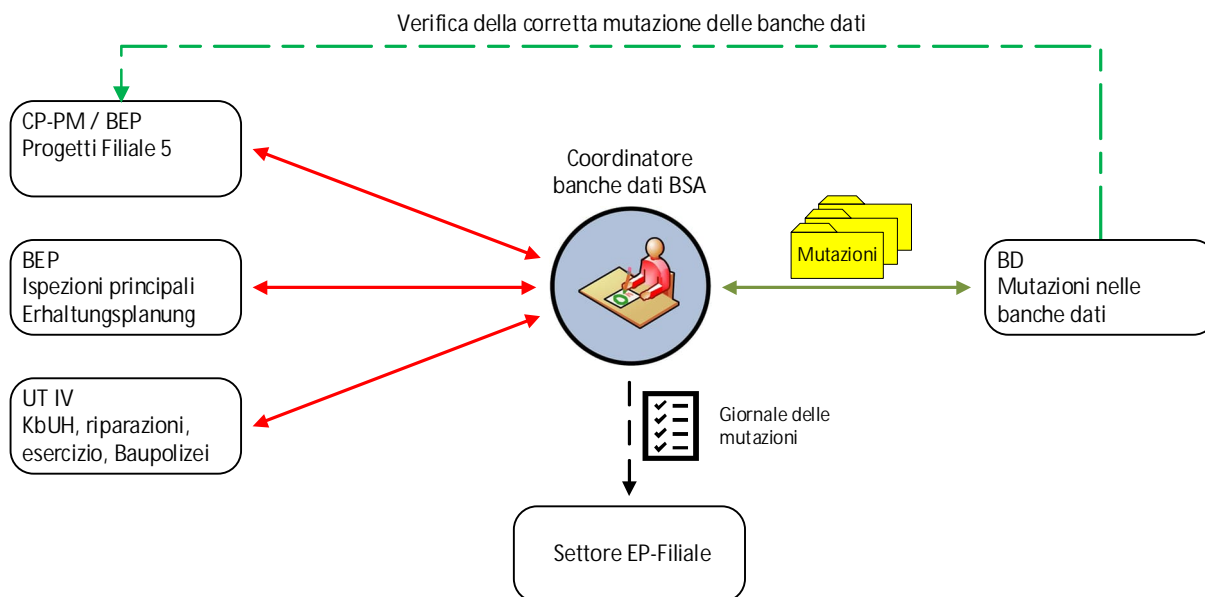 Verifica della corretta mutazione delle banche dati
CP-PM / BEP
Progetti Filiale 5
Coordinatore
banche dati BSA
Mutazioni
BEP
Ispezioni principali
Erhaltungsplanung
BD
Mutazioni nelle
banche dati
UT IV
KbUH, riparazioni,
esercizio, Baupolizei
Giornale delle
mutazioni
Settore EP-Filiale